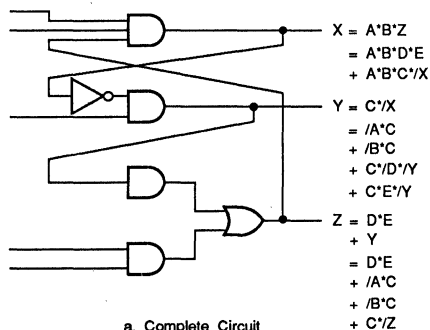 X = A*B*Z
= A*B*D*E
+ A*B*C*/X
Y = C*/X
= /A*C
+ /B*C
+ C*/D*/Y
+ C*E*/Y
Z = D*E
+ Y
= D*E
+ /A*C
+ /B*C
+ C*/Z
a. Complete Circuit